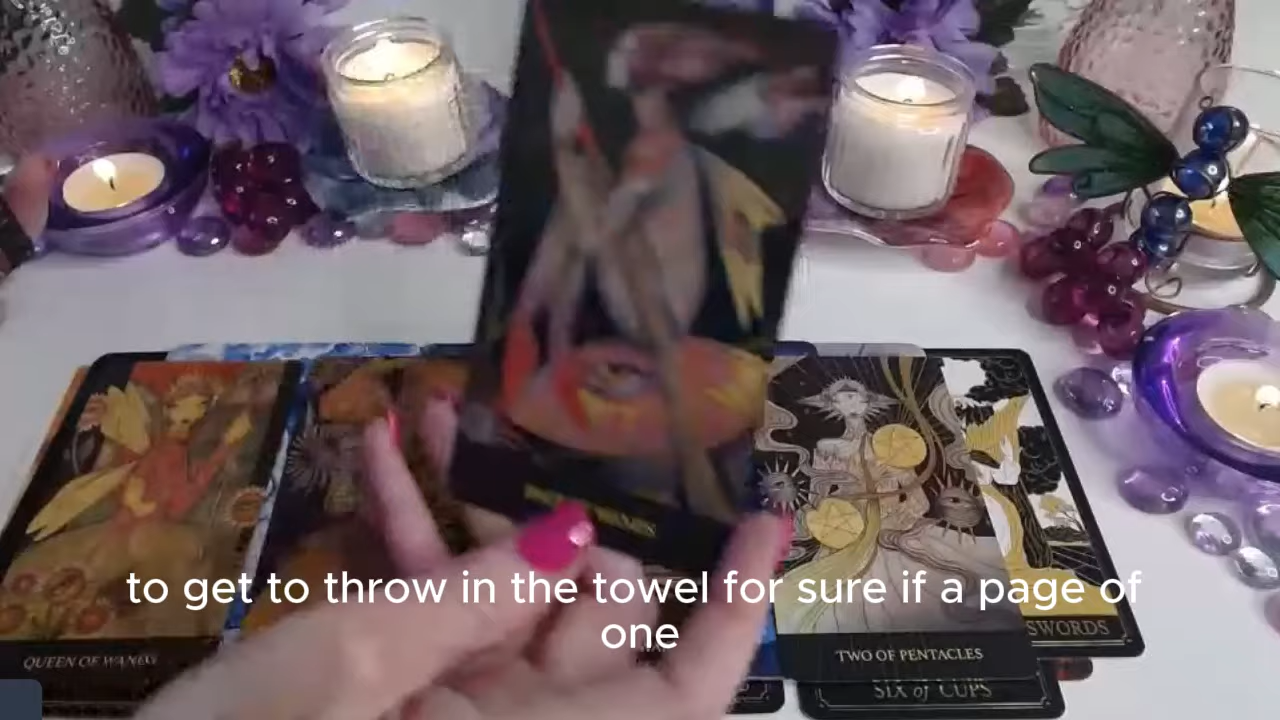 QUEEN OF WANDS
TWO OF PENTACLES
SWORDS
SIX of CUPS
to get to throw in the towel for sure if a page of
one